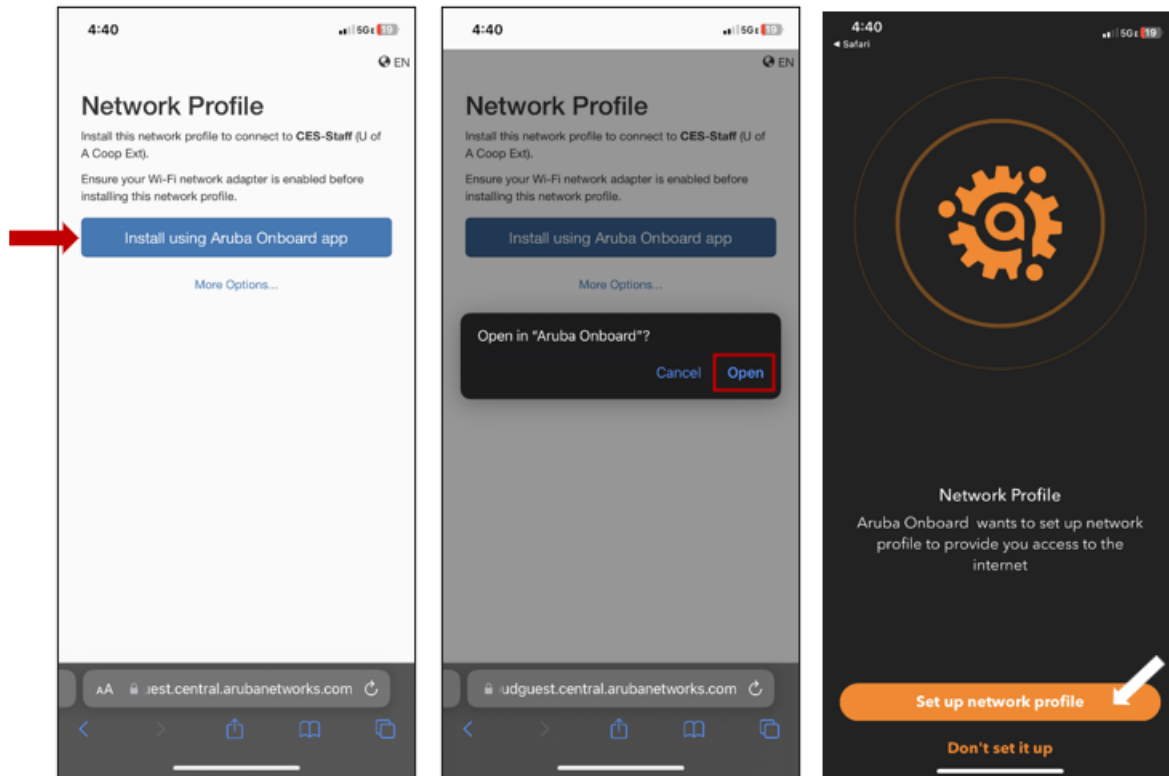 4:40
5GE 19
EN
Network Profile
Install this network profile to connect to CES-Staff (U of
A Coop Ext).
Ensure your Wi-Fi network adapter is enabled before
installing this network profile.
Install using Aruba Onboard app
More Options...
AA .uest.central.arubanetworks.com
4:40
5GE 19
EN
Network Profile
Install this network profile to connect to CES-Staff (U of
A Coop Ext).
Ensure your Wi-Fi network adapter is enabled before
installing this network profile.
Install using Aruba Onboard app
More Options...
Open in "Aruba Onboard"?
Cancel Open
oudguest.central.arubanetworks.com
4:40
5GE 19
Safari
Network Profile
Aruba Onboard wants to set up network
profile to provide you access to the
internet
Set up network profile
Don't set it up